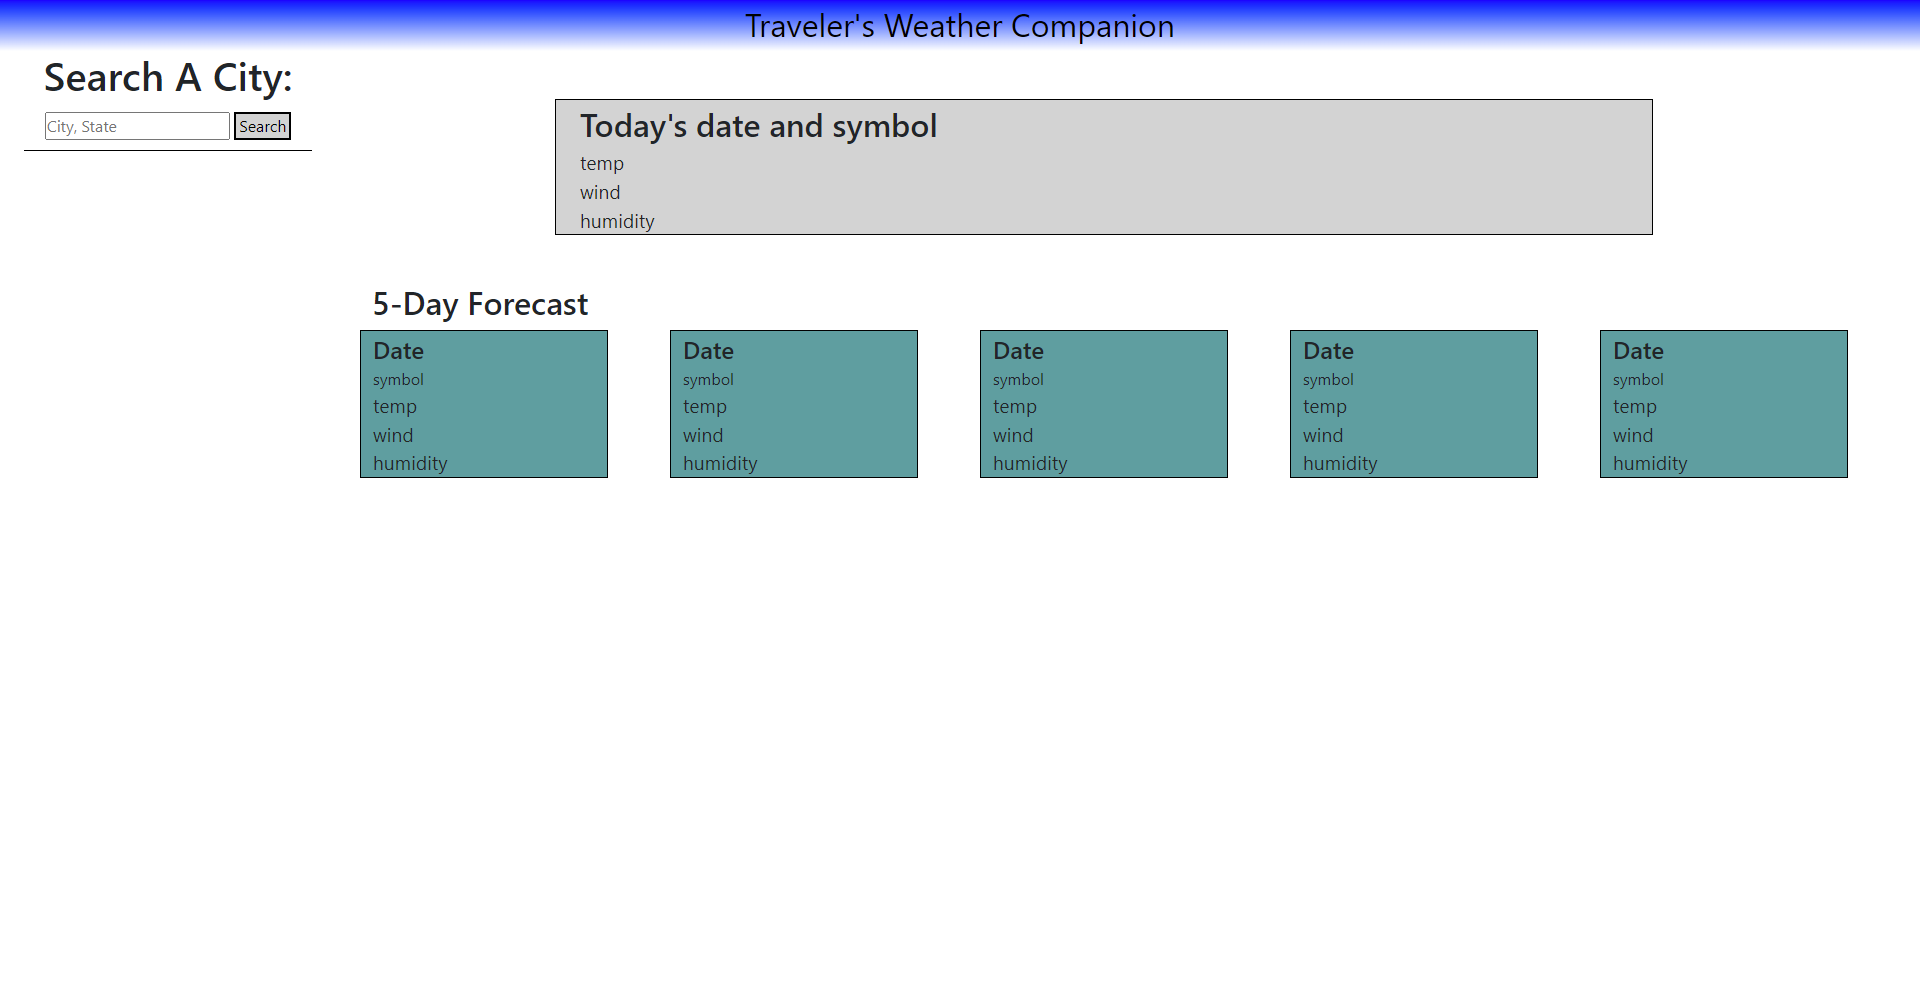 Traveler's Weather Companion
Search A City:
City, State Search
Today's date and symbol
temp
wind
humidity
5-Day Forecast
Date
symbol
temp
wind
humidity
Date
symbol
temp
wind
humidity
Date
symbol
temp
wind
humidity
Date
symbol
temp
wind
humidity
Date
symbol
temp
wind
humidity